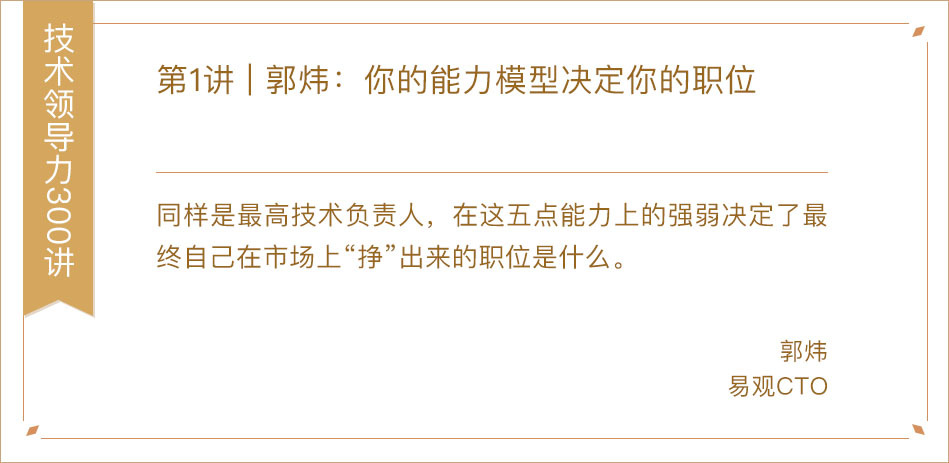 技术领导力300讲
第1讲 | 郭炜：你的能力模型决定你的职位
同样是最高技术负责人，在这五点能力上的强弱决定了最
终自己在市场上“挣”出来的职位是什么。
郭炜
易观CTO